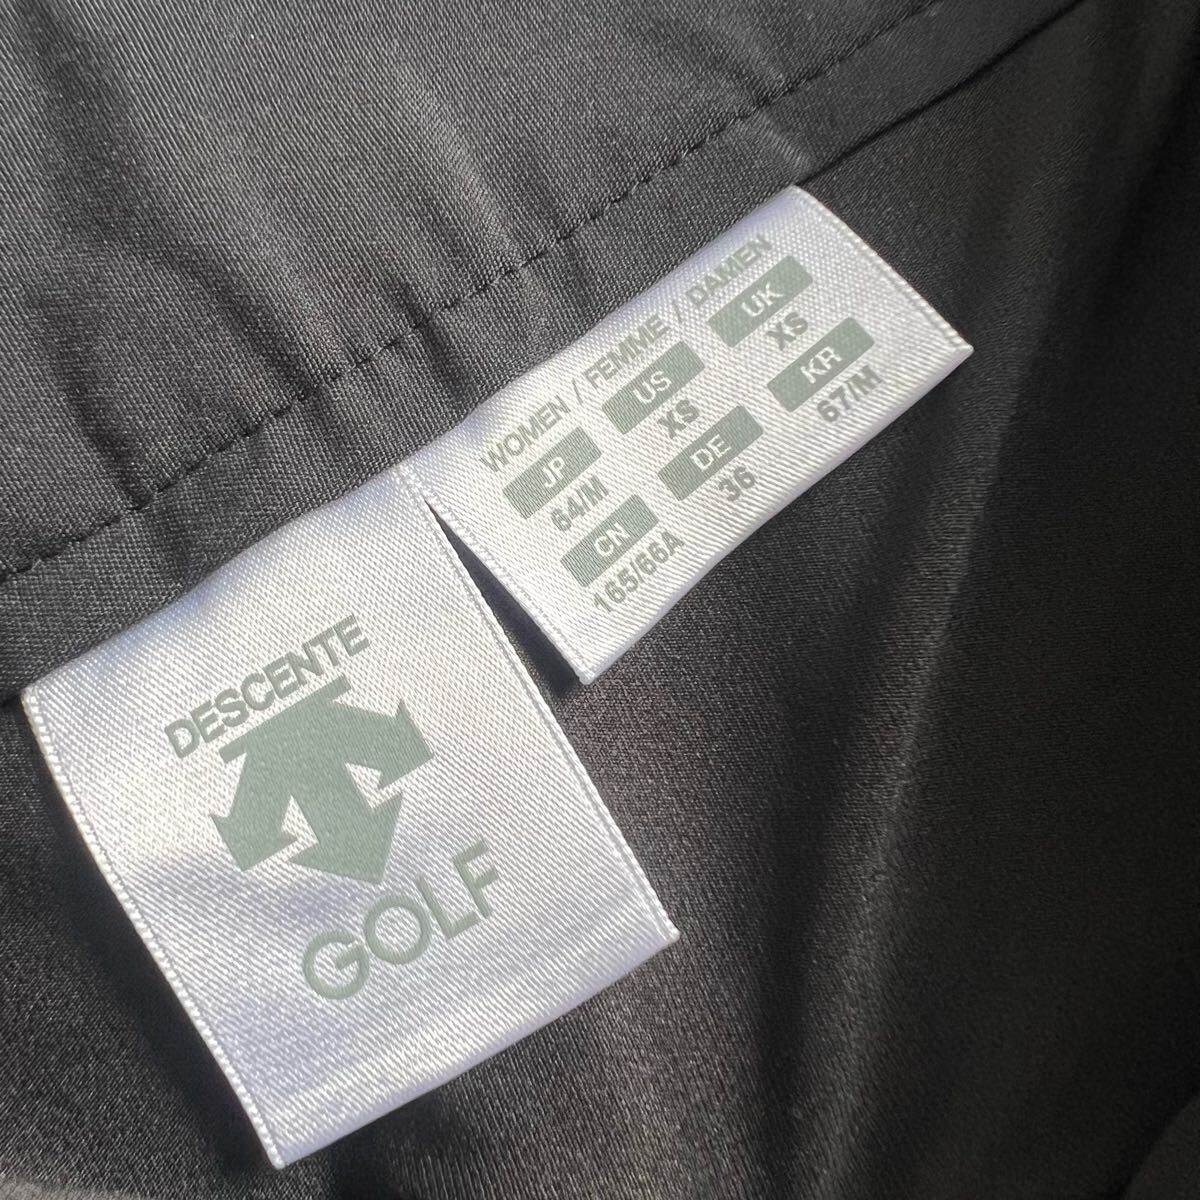 WOMEN / FEMME / DAMEN
JP US UK
64/M XS XS
CN DE KR
165/66A 36 67/M
DESCENTE
GOLF